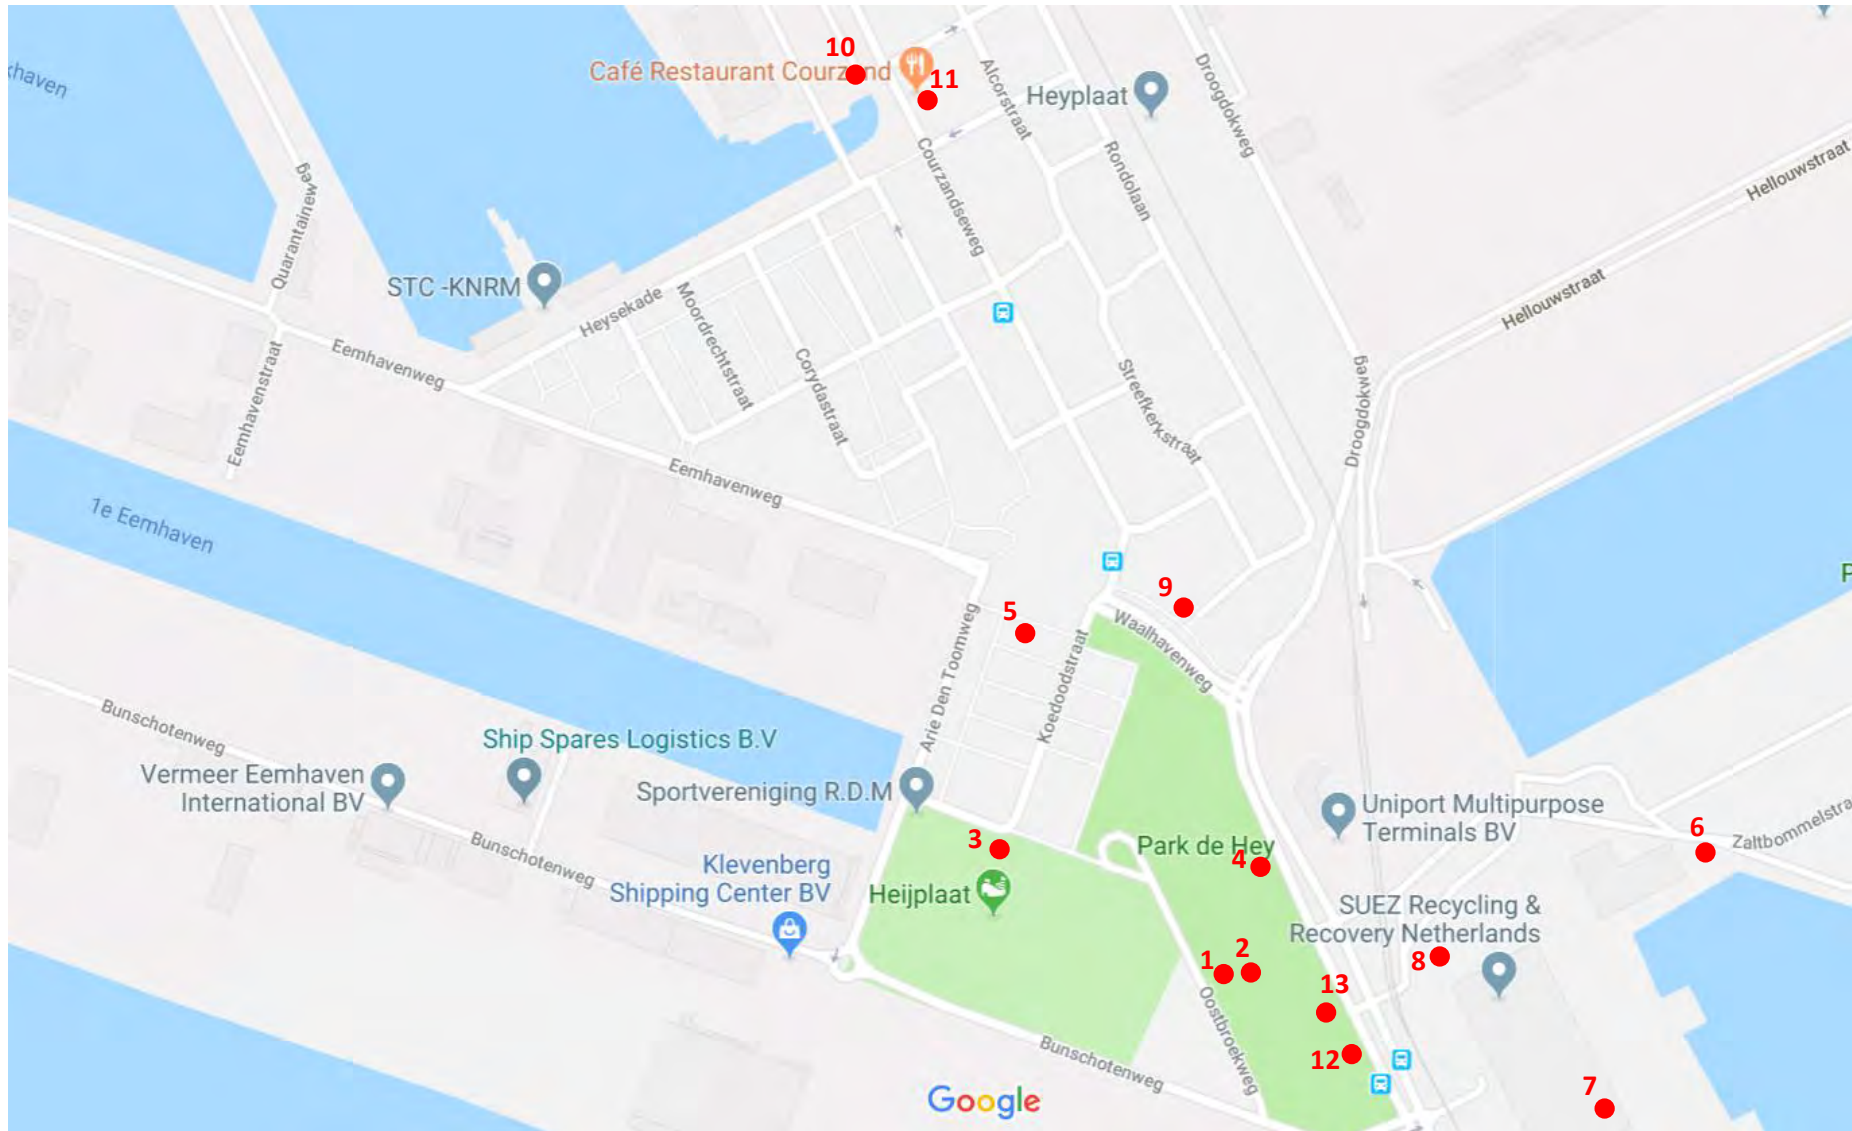 10
Café Restaurant Courzand
11
khaven
Alcorstraat
Heyplaat
Droogdokweg
Courzandseweg
Rondolaan
Hellouwstraat
Quarantaineweg
STC -KNRM
Heysekade
Moordrechtstraat
Hellouwstraat
Eemhavenweg
Corydastraat
Streefkerkstraat
Droogdokweg
Eemhavenstraat
Eemhavenweg
1e Eemhaven
P
9
5
Waalhavenweg
Arie Den Toomweg
Koedoodstraat
Bunschotenweg
Ship Spares Logistics B.V
Vermeer Eemhaven
International BV
Sportvereniging R.D.M
Uniport Multipurpose
Terminals BV
6
Zaltbommelstra
3
Park de Hey
4
Bunschotenweg
Klevenberg
Shipping Center BV
Heijplaat
SUEZ Recycling &
Recovery Netherlands
8
1
2
13
Oostbroekweg
12
Bunschotenweg
7
Google